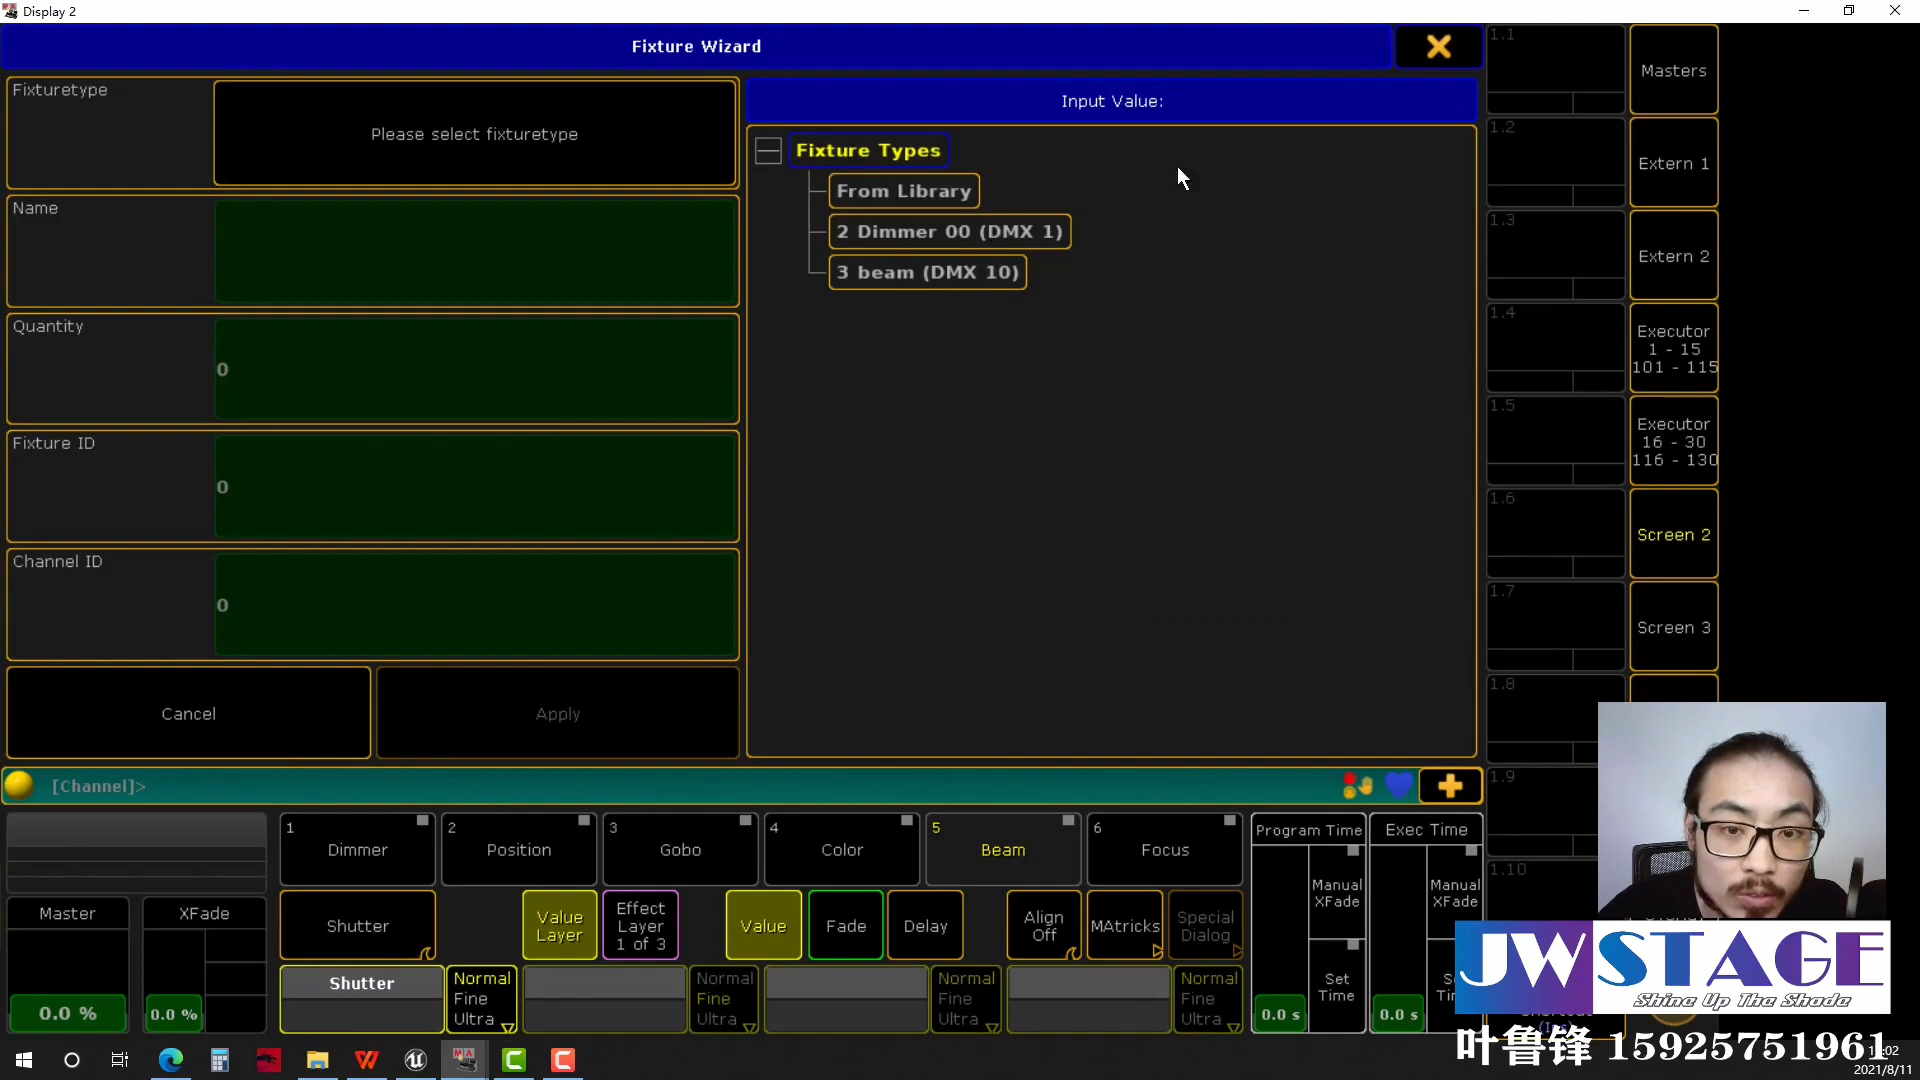 Display 2
Fixture Wizard
Fixturetype
Please select fixturetype
Name
Quantity
0
Fixture ID
0
Channel ID
0
Cancel
Apply
Input Value:
Fixture Types
From Library
2 Dimmer 00 (DMX 1)
3 beam (DMX 10)
1.1
1.2
1.3
1.4
1.5
1.6
1.7
1.8
1.9
1.10
Masters
Extern 1
Extern 2
Executor
1 - 15
101 - 115
Executor
16 - 30
116 - 130
Screen 2
Screen 3
[Channel]>
1
Dimmer
2
Position
3
Gobo
4
Color
5
Beam
6
Focus
Program Time
Exec Time
Master
0.0 %
XFade
0.0 %
Shutter
Value
Layer
Effect
Layer
1 of 3
Value
Fade
Delay
Align
Off
MAtricks
Special
Dialog
Manual
XFade
Manual
XFade
Shutter
Normal
Fine
Ultra
Normal
Fine
Ultra
Normal
Fine
Ultra
Normal
Fine
Ultra
Set
Time
0.0 s
0.0 s
JWSTAGE
Shine Up The Shade
叶鲁锋 15925751961
2021/8/11